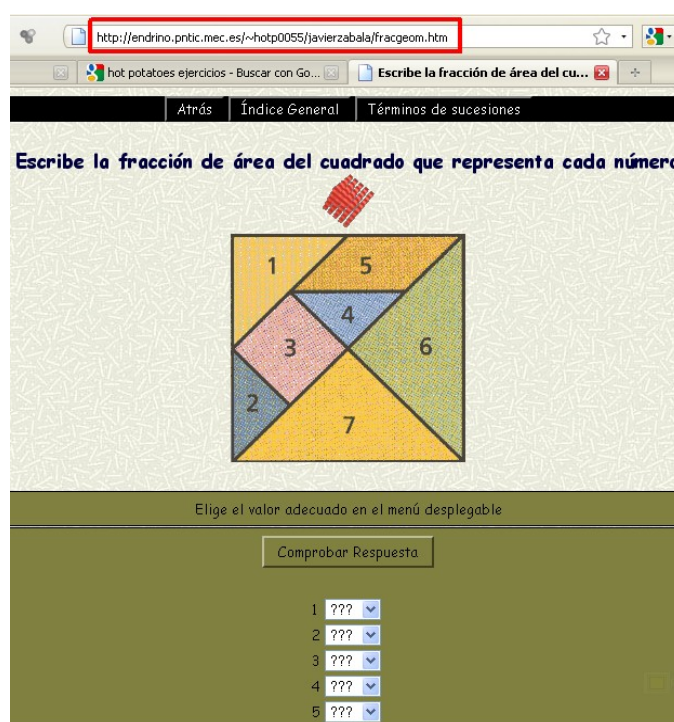 http://endrino.pntic.mec.es/~hotp0055/javierzabala/fracgeom.htm
hot potatoes ejercicios - Buscar con Go... Escribe la fracción de área del cu...
Atrás Índice General Términos de sucesiones
Escribe la fracción de área del cuadrado que representa cada número
1 5
4
3 6
2
7
Elige el valor adecuado en el menú desplegable
Comprobar Respuesta
1 ???
2 ???
3 ???
4 ???
5 ???